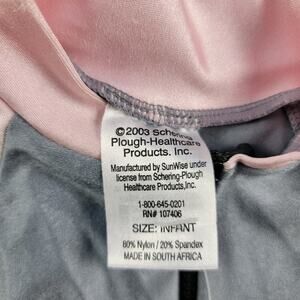 ©2003 Schering
Plough-Healthcare
Products, Inc.
Manufactured by SunWise under
license from Schering-Plough
Healthcare Products,Inc.
1-800-645-0201
RN# 107406
SIZE: INFANT
80% Nylon / 20% Spandex
MADE IN SOUTH AFRICA